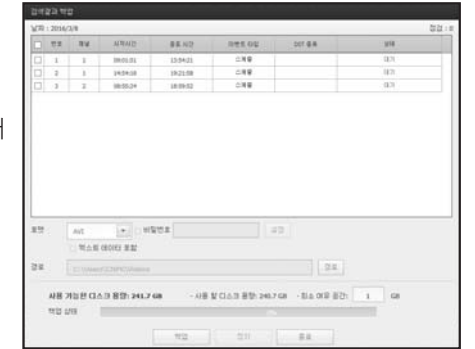 검색결과 백업
날짜 : 2016/3/8
번호 채널 시작시간 종료 시간 이벤트 타입 DST 종류 상태
1 1 09:01:01 13:54:21 스케쥴 대기
2 1 14:54:10 19:21:58 스케쥴 대기
3 2 08:00:24 18:09:52 스케쥴 대기
포맷 AVI 비밀번호 설정
텍스트 데이터 포함
경로 경로
사용 가능한 디스크 용량: 241.7 GB - 사용 할 디스크 용량: 240.7 GB - 최소 여유 공간: 1 GB
백업 상태
백업 정지 종료